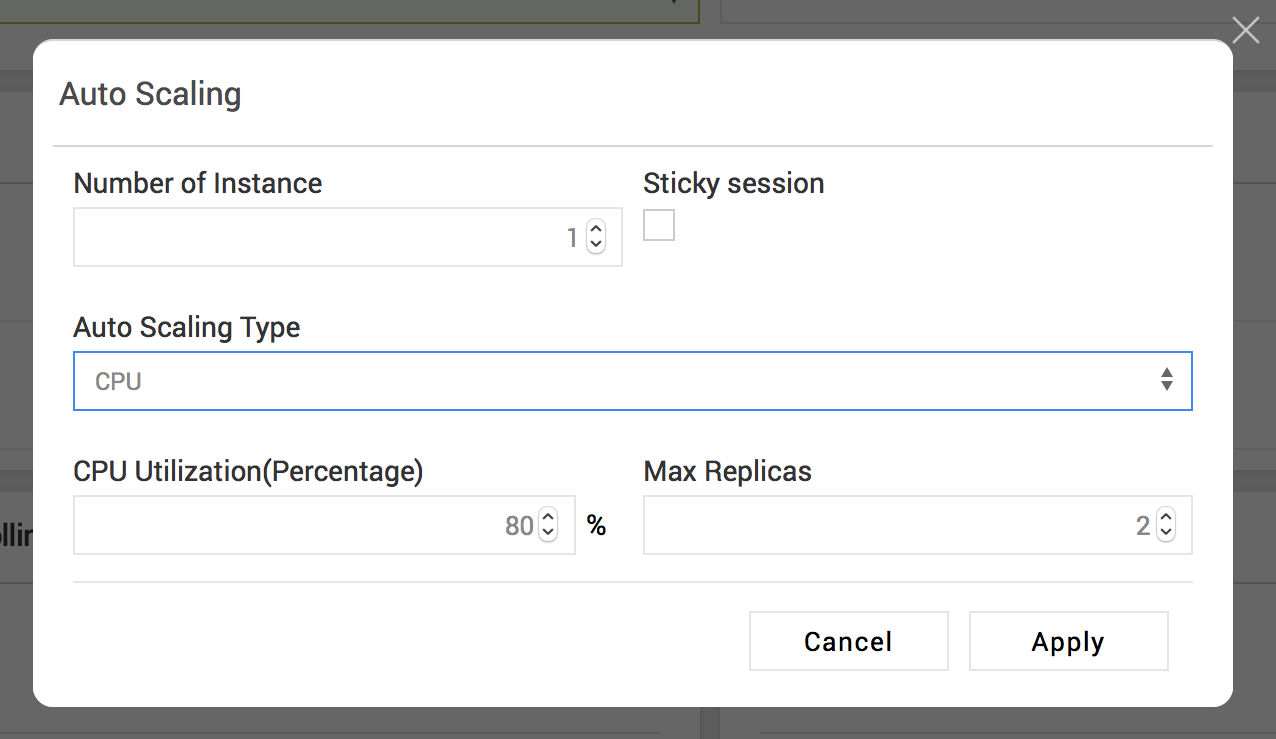 Auto Scaling
Number of Instance
Sticky session
1
Auto Scaling Type
CPU
CPU Utilization(Percentage)
Max Replicas
80 %
2
Cancel
Apply